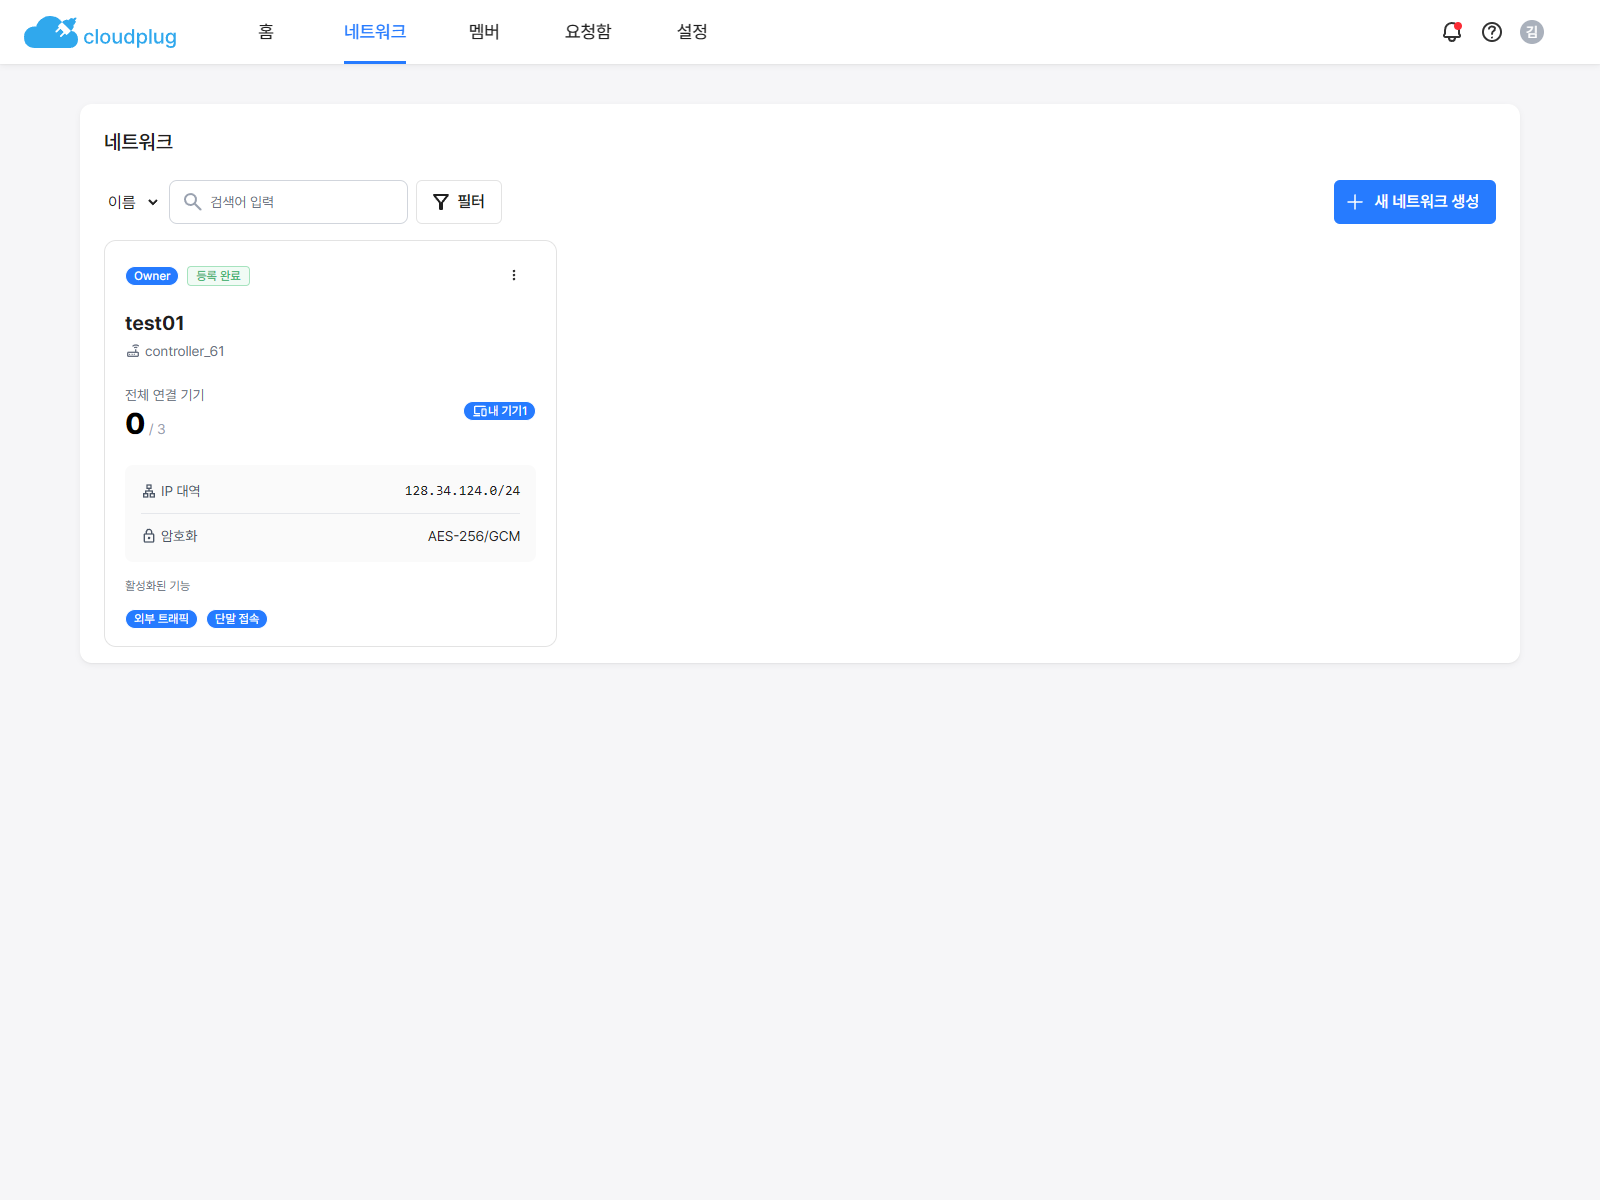 cloudplug 홈 네트워크 멤버 요청함 설정 김
네트워크
이름 검색어 입력 필터 새 네트워크 생성
Owner 등록 완료
test01
controller_61
전체 연결 기기
0 / 3 내 기기1
IP 대역 128.34.124.0/24
암호화 AES-256/GCM
활성화된 기능
외부 트래픽 단말 접속